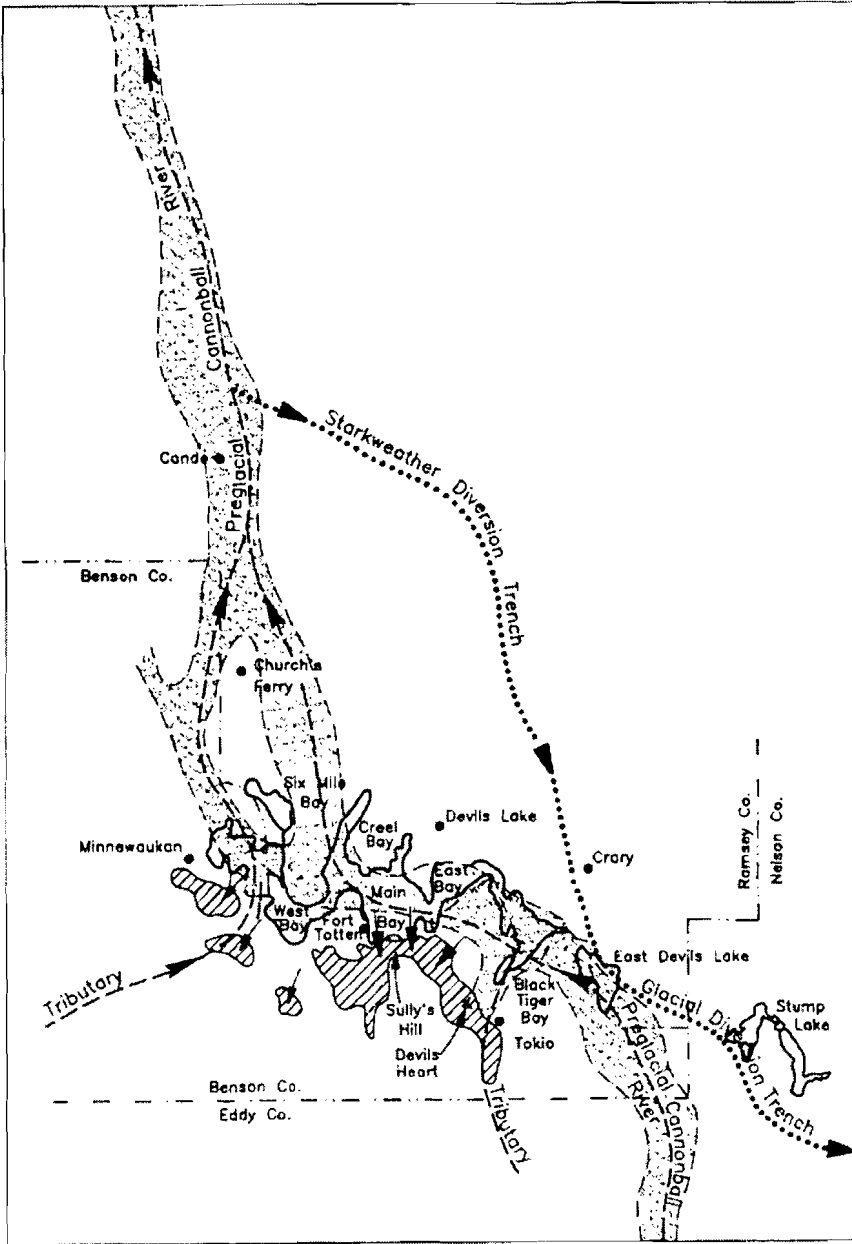 River
Cannonball
Preglacial
Cando
Starkweather Diversion Trench
Benson Co.
Church's
Ferry
Six Mile
Bay
Creel
Bay
Devils Lake
Minnewaukan
Crary
Ramsey Co.
Nelson Co.
East
Bay
Main
Bay
West
Bay
Fort
Totten
East Devils Lake
Tributary
Sully's
Hill
Black
Tiger
Bay
Glacial Diversion Trench
Stump
Lake
Devils
Heart
Tokio
Preglacial Cannonball
River
Benson Co.
Eddy Co.
Tributary